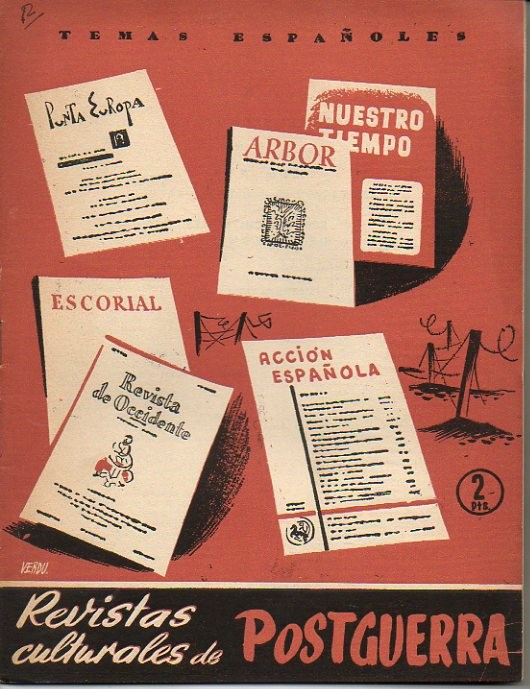 TEMAS ESPAÑOLES
PUNTA EUROPA
NUESTRO
TIEMPO
ARBOR
ESCORIAL
Revista
de Occidente
ACCIÓN
ESPAÑOLA
2
Pts.
VERDU.
Revistas
culturales de
POSTGUERRA